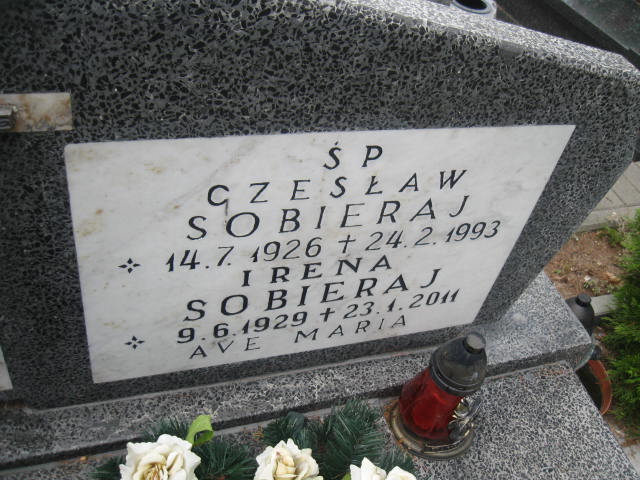 ŚP
CZESŁAW
SOBIERAJ
14.7.1926 + 24.2.1993
IRENA
SOBIERAJ
9.6.1929 + 23.1.2011
AVE MARIA